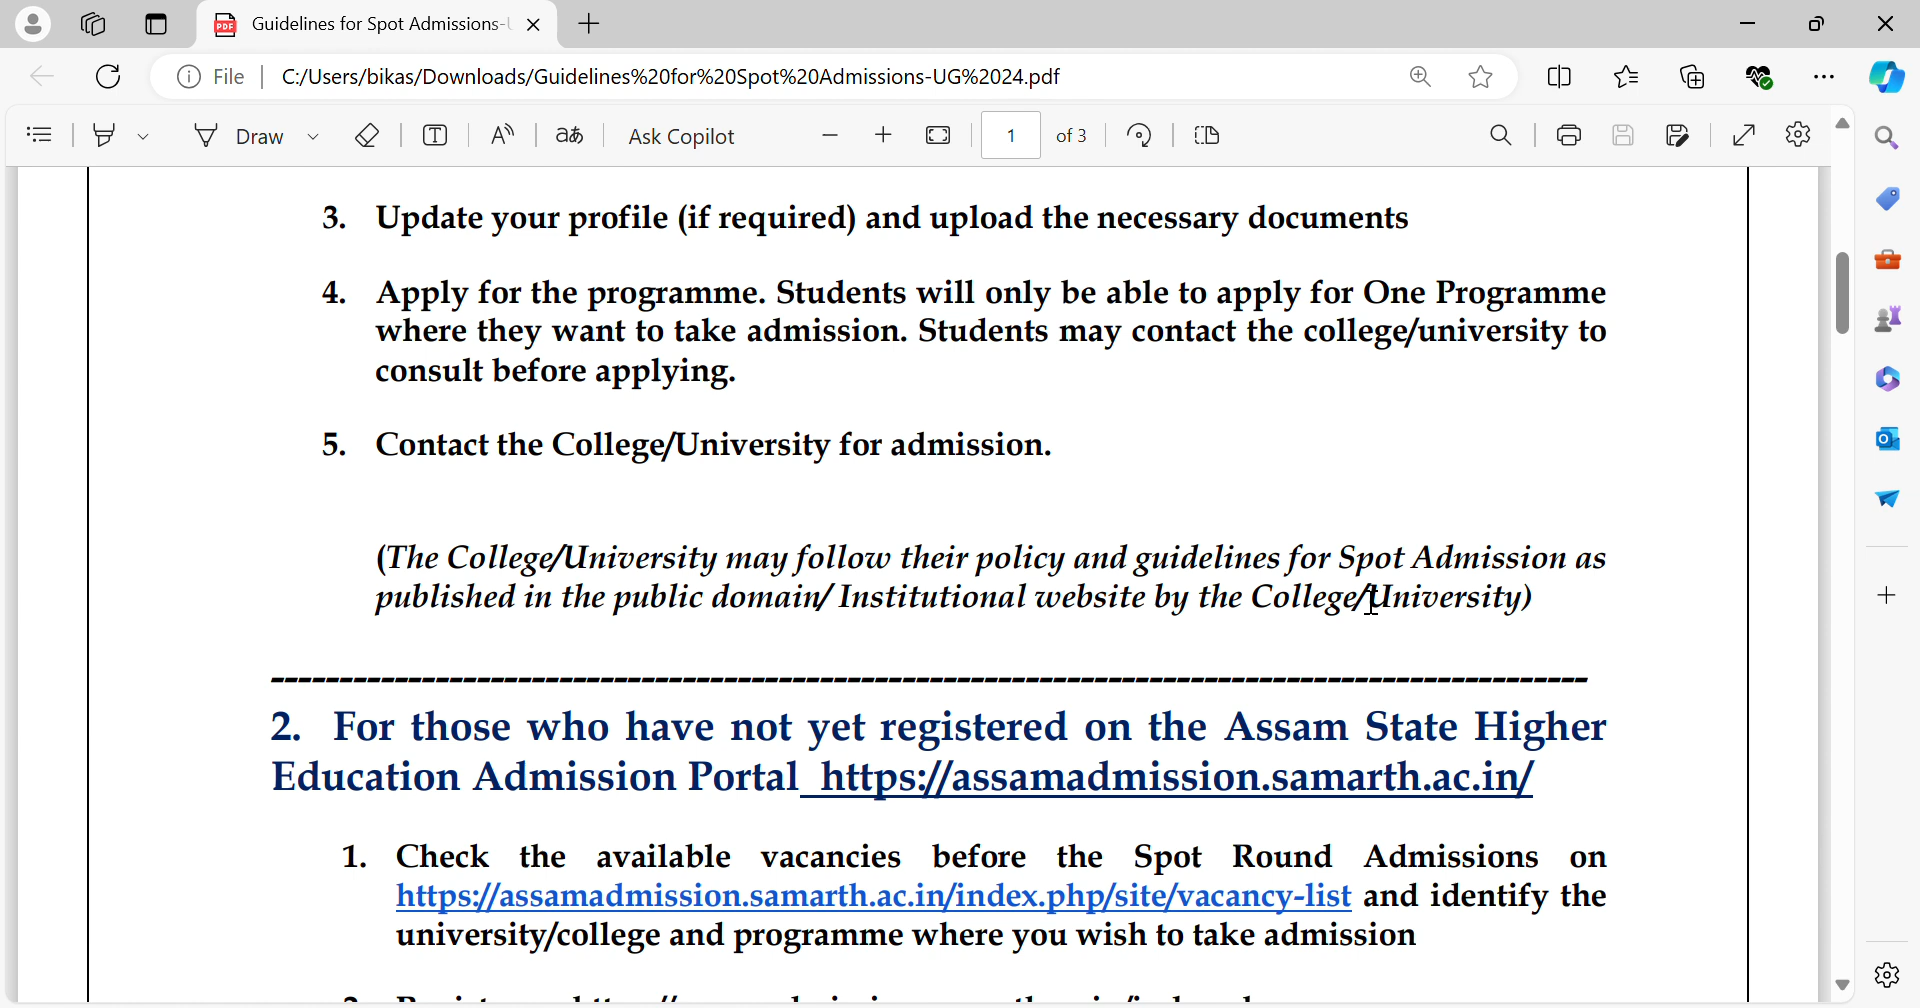 Guidelines for Spot Admissions-
File
C:/Users/bikas/Downloads/Guidelines%20for%20Spot%20Admissions-UG%2024.pdf
Draw
aあ
Ask Copilot
1
of 3
3. Update your profile (if required) and upload the necessary documents
4. Apply for the programme. Students will only be able to apply for One Programme
where they want to take admission. Students may contact the college/university to
consult before applying.
5. Contact the College/University for admission.
(The College/University may follow their policy and guidelines for Spot Admission as
published in the public domain/ Institutional website by the College/University)
2. For those who have not yet registered on the Assam State Higher
Education Admission Portal https://assamadmission.samarth.ac.in/
1. Check the available vacancies before the Spot Round Admissions on
https://assamadmission.samarth.ac.in/index.php/site/vacancy-list and identify the
university/college and programme where you wish to take admission